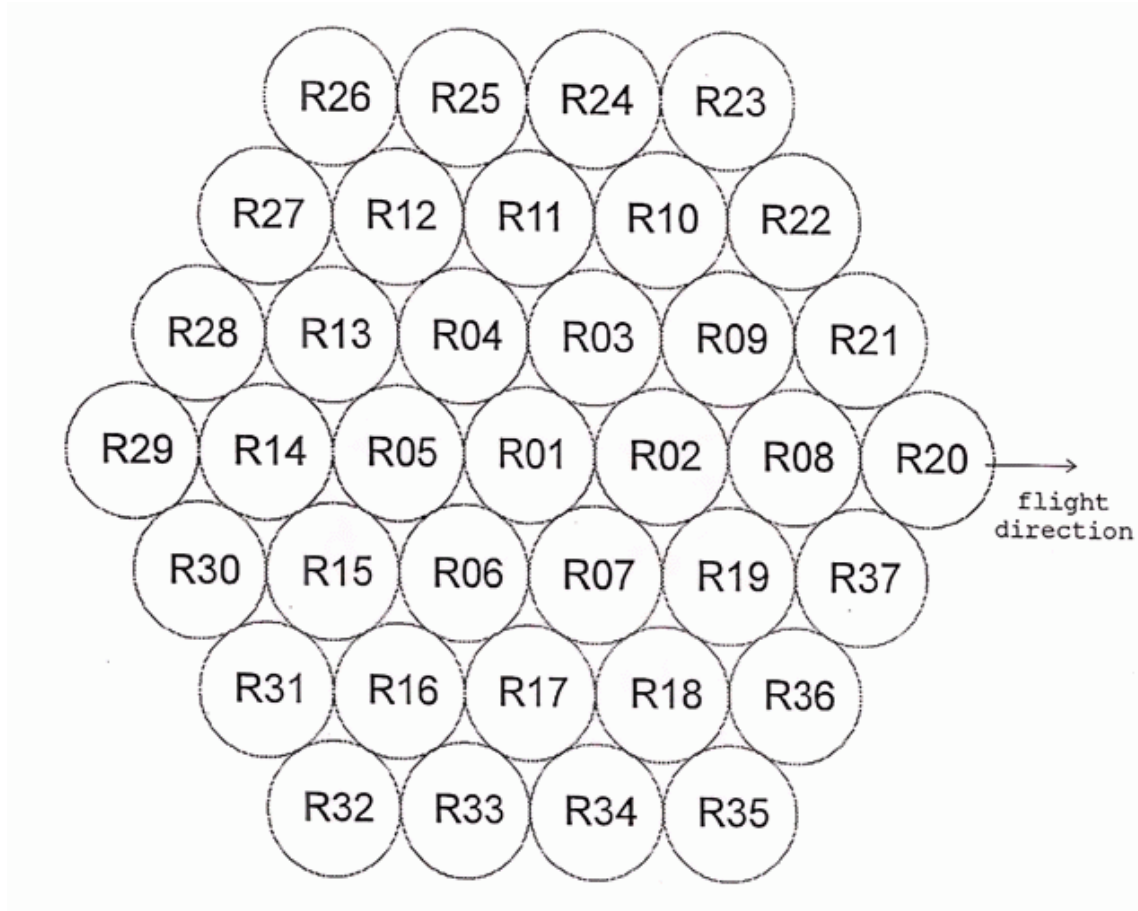 R26 R25 R24 R23
R27 R12 R11 R10 R22
R28 R13 R04 R03 R09 R21
R29 R14 R05 R01 R02 R08 R20
flight
direction
R30 R15 R06 R07 R19 R37
R31 R16 R17 R18 R36
R32 R33 R34 R35